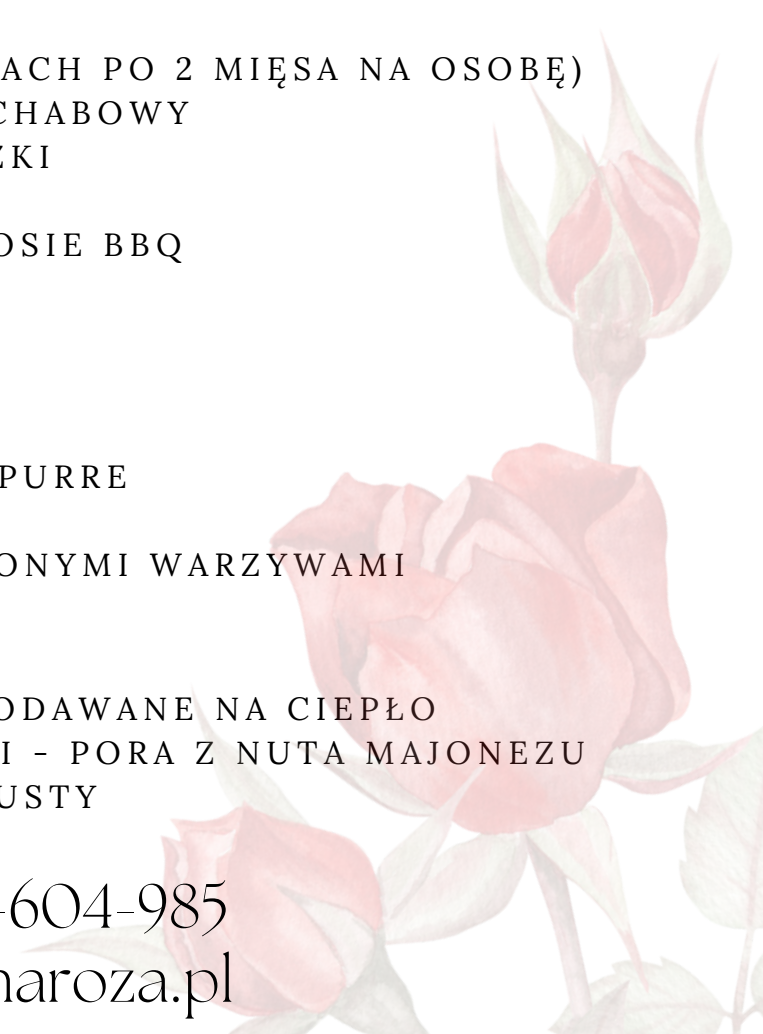 ACH PO 2 MIĘSA NA OSOBĘ)
CHABOWY
ZKI
OSIE BBQ
PURRE
ONYMI WARZYWAMI
ODAWANE NA CIEPŁO
I - PORA Z NUTA MAJONEZU
USTY
-604-985
naroza.pl